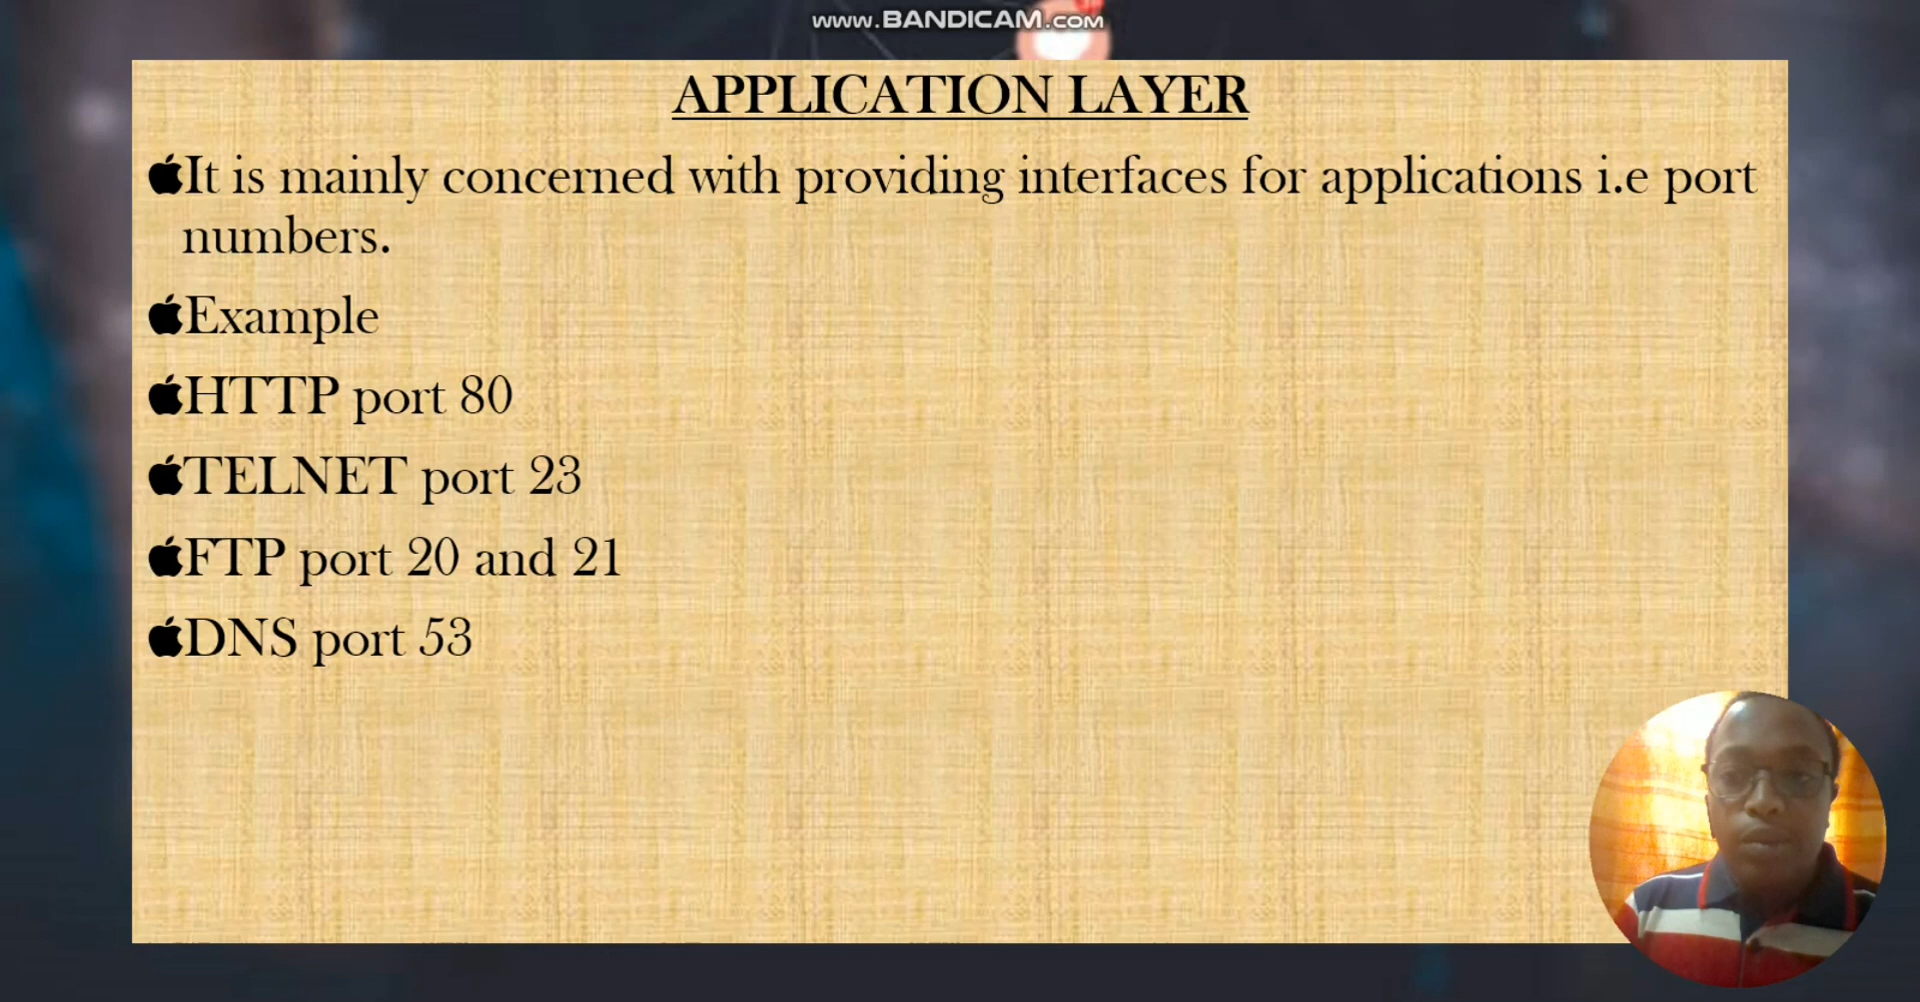 www.BANDICAM.com
APPLICATION LAYER
It is mainly concerned with providing interfaces for applications i.e port
numbers.
Example
HTTP port 80
TELNET port 23
FTP port 20 and 21
DNS port 53